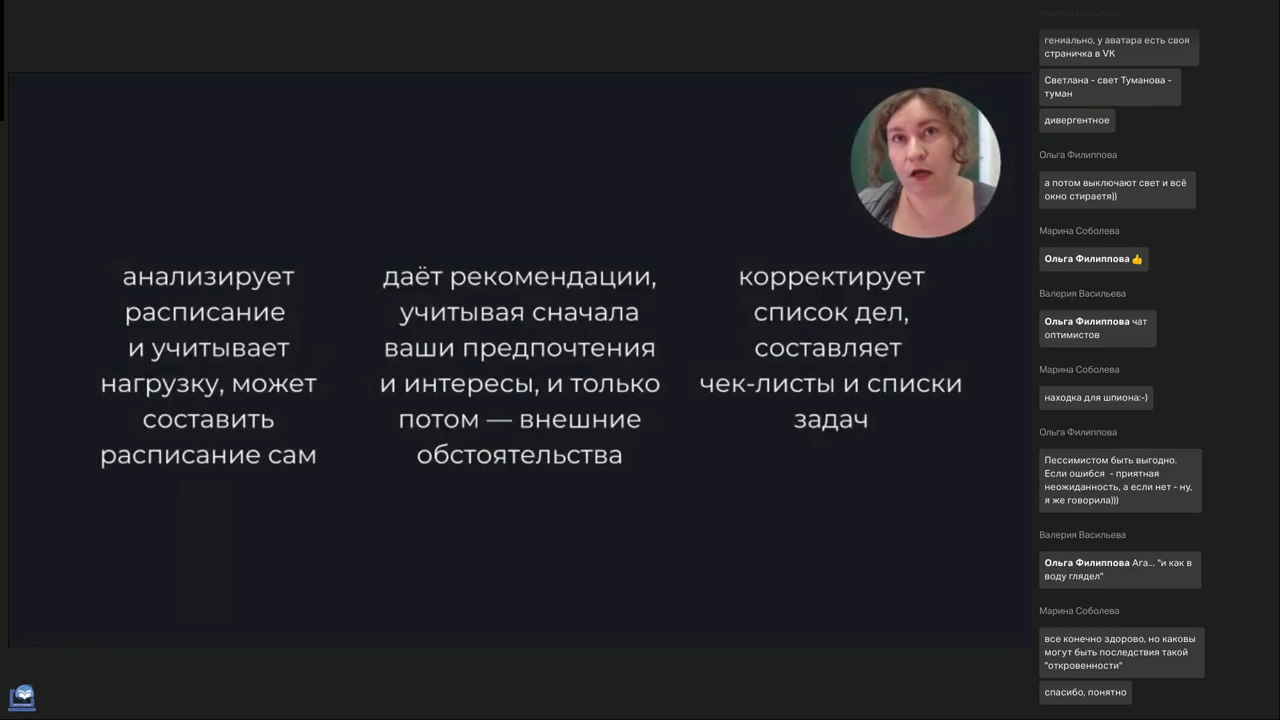 анализирует
расписание
и учитывает
нагрузку, может
составить
расписание сам
даёт рекомендации,
учитывая сначала
ваши предпочтения
и интересы, и только
потом — внешние
обстоятельства
корректирует
список дел,
составляет
чек-листы и списки
задач
гениально, у аватара есть своя
страничка в VK
Светлана - свет Туманова -
туман
дивергентное
Ольга Филиппова
а потом выключают свет и всё
окно стираетя))
Марина Соболева
Ольга Филиппова 👍
Валерия Васильева
Ольга Филиппова чат
оптимистов
Марина Соболева
находка для шпиона:-)
Ольга Филиппова
Пессимистом быть выгодно.
Если ошибся - приятная
неожиданность, а если нет - ну,
я же говорила)))
Валерия Васильева
Ольга Филиппова Ага... "и как в
воду глядел"
Марина Соболева
все конечно здорово, но каковы
могут быть последствия такой
"откровенности"
спасибо, понятно